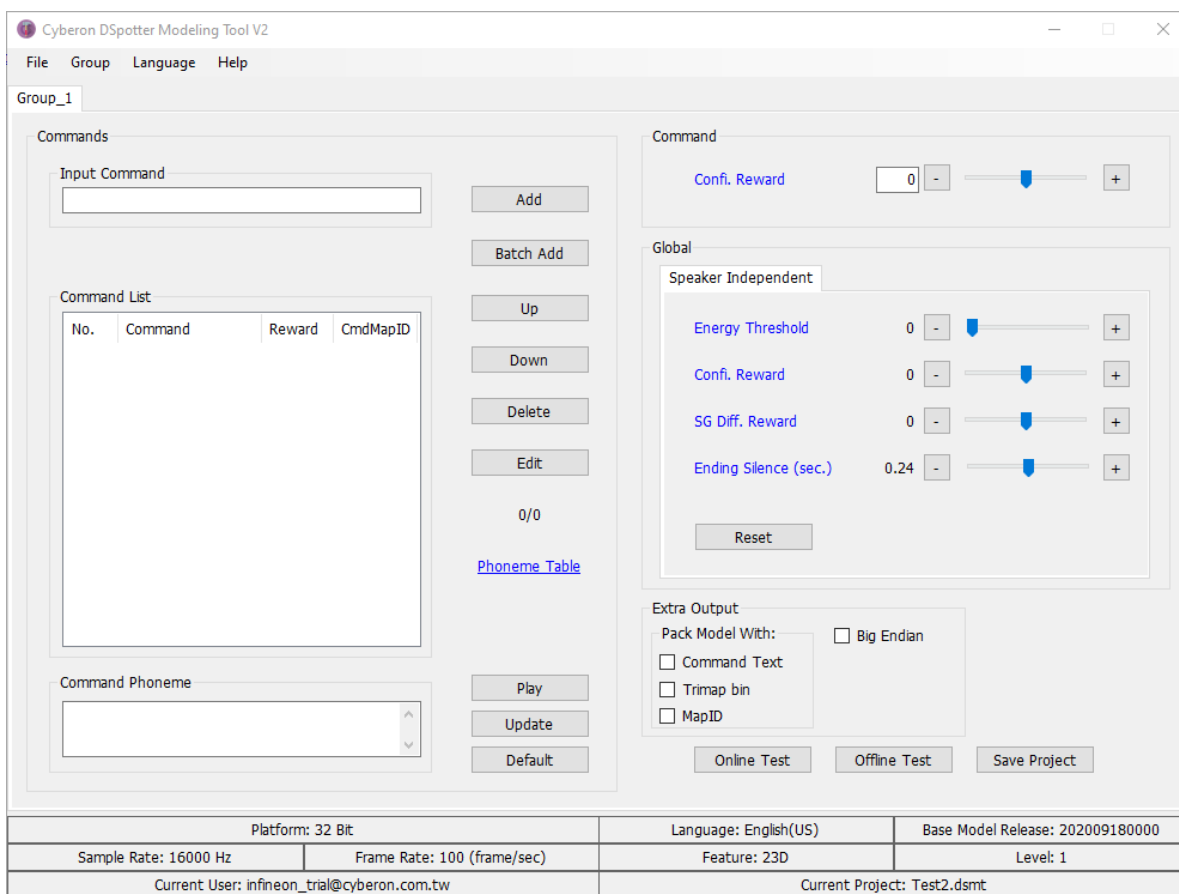 Cyberon DSpotter Modeling Tool V2
File Group Language Help
Group_1
Commands
Input Command
Add
Batch Add
Command List
No. Command Reward CmdMapID
Up
Down
Delete
Edit
0/0
Phoneme Table
Command Phoneme
Play
Update
Default
Command
Confi. Reward 0 - +
Global
Speaker Independent
Energy Threshold 0 - +
Confi. Reward 0 - +
SG Diff. Reward 0 - +
Ending Silence (sec.) 0.24 - +
Reset
Extra Output
Pack Model With:
Command Text
Trimap bin
MapID
Big Endian
Online Test Offline Test Save Project
Platform: 32 Bit Language: English(US) Base Model Release: 202009180000
Sample Rate: 16000 Hz Frame Rate: 100 (frame/sec) Feature: 23D Level: 1
Current User: infineon_trial@cyberon.com.tw Current Project: Test2.dsmt